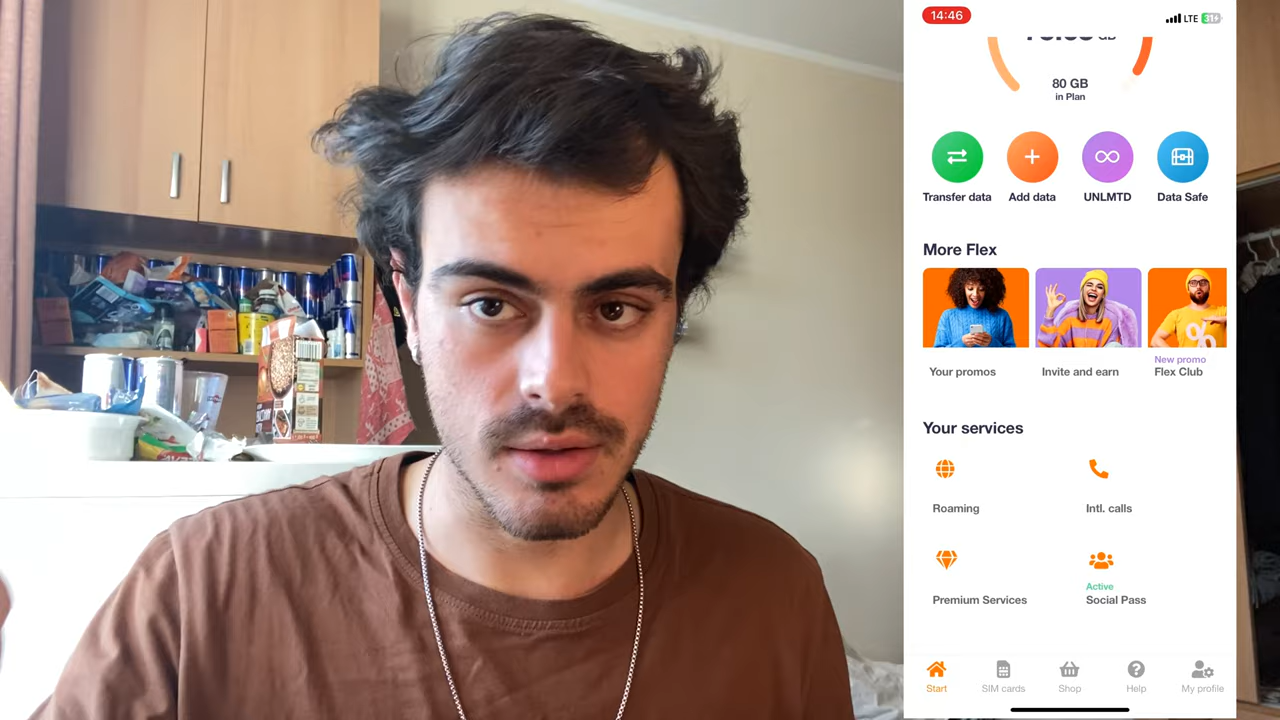 14:46
LTE
31
GB
80 GB
in Plan
Transfer data
Add data
UNLMTD
Data Safe
More Flex
%
New promo
Your promos
Invite and earn
Flex Club
Your services
Roaming
Intl. calls
Active
Premium Services
Social Pass
Start
SIM cards
Shop
Help
My profile